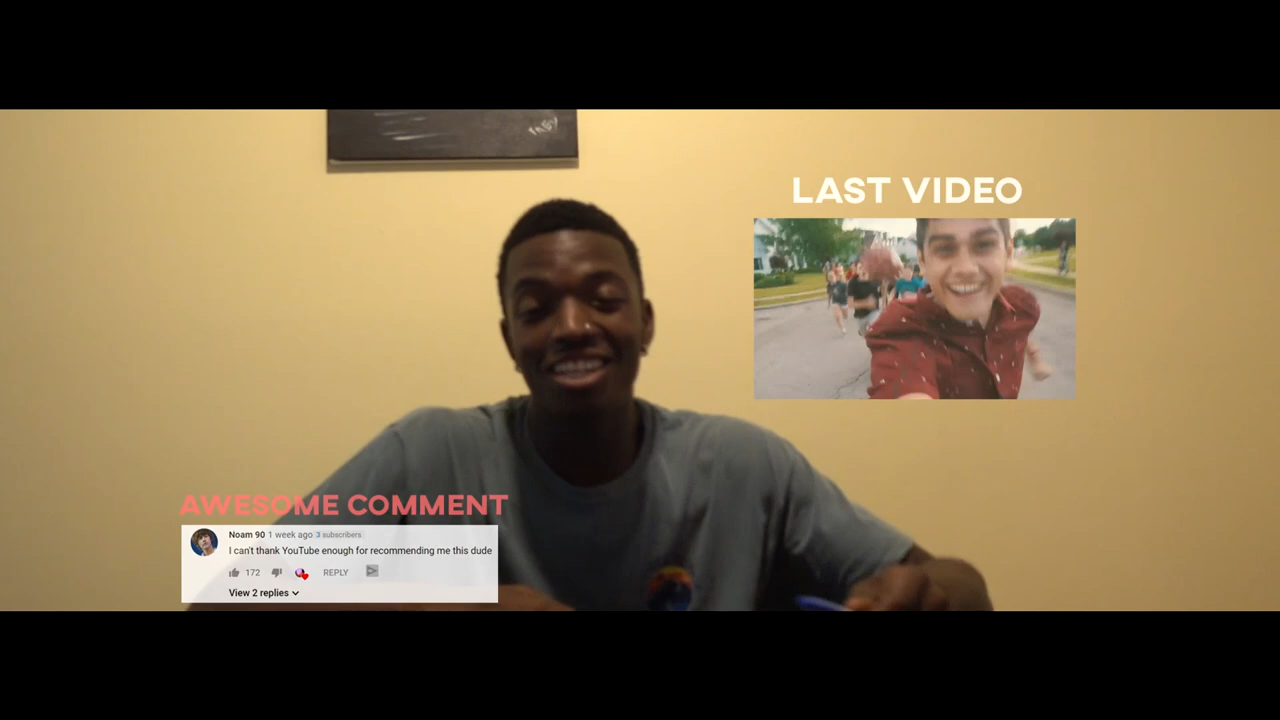 LAST VIDEO
AWESOME COMMENT
Noam 90 1 week ago 3 subscribers
I can't thank YouTube enough for recommending me this dude
172 REPLY
View 2 replies